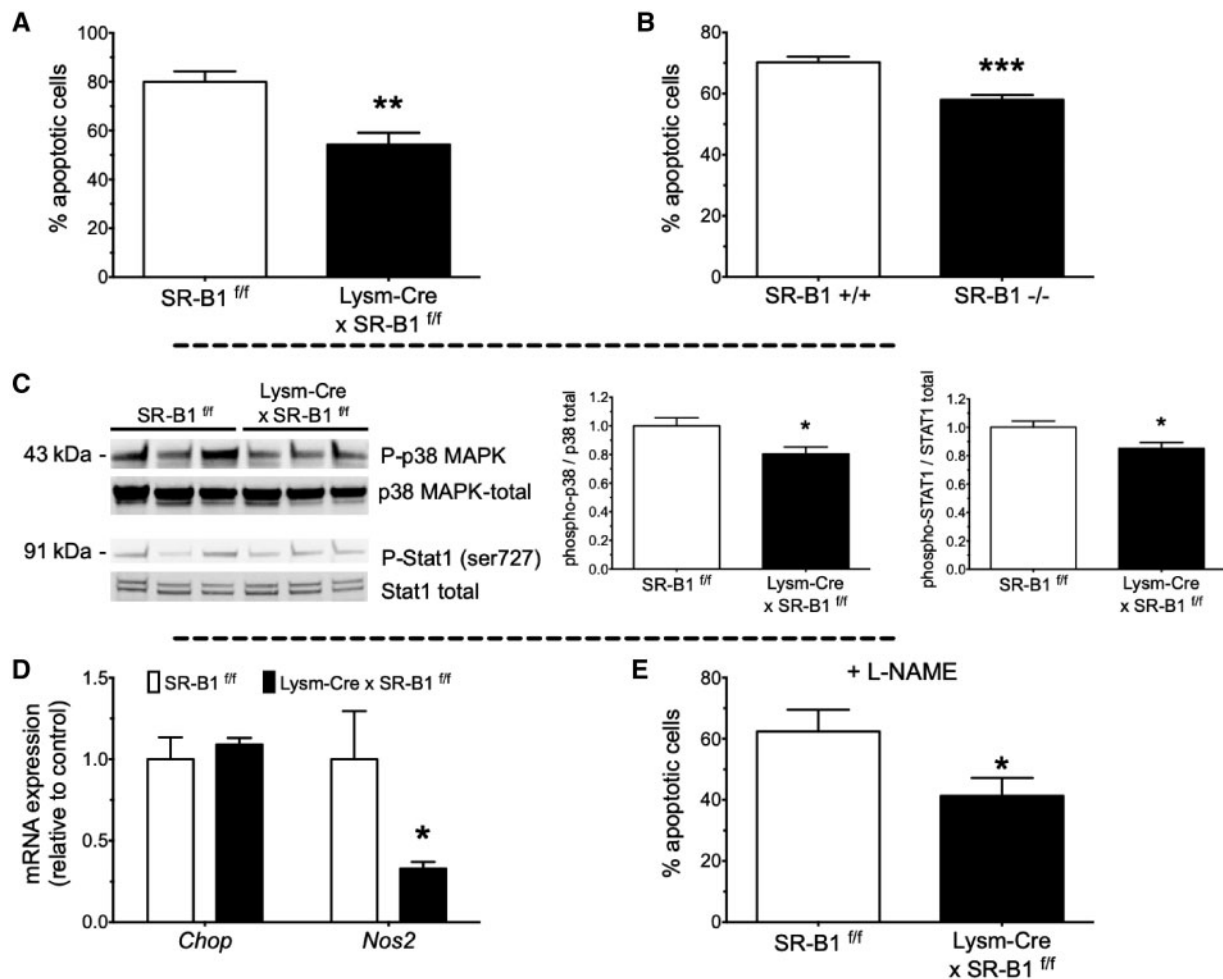 A
% apoptotic cells
100
80
60
40
20
0
**
SR-B1 f/f
Lysm-Cre
x SR-B1 f/f
B
% apoptotic cells
80
60
40
20
0
***
SR-B1 +/+
SR-B1 -/-
C
SR-B1 f/f
Lysm-Cre
x SR-B1 f/f
43 kDa -
P-p38 MAPK
p38 MAPK-total
91 kDa -
P-Stat1 (ser727)
Stat1 total
phospho-p38 / p38 total
1.2
1.0
0.8
0.6
0.4
0.2
0.0
*
SR-B1 f/f
Lysm-Cre
x SR-B1 f/f
phospho-STAT1 / STAT1 total
1.2
1.0
0.8
0.6
0.4
0.2
0.0
*
SR-B1 f/f
Lysm-Cre
x SR-B1 f/f
D
mRNA expression
(relative to control)
1.5
1.0
0.5
0.0
SR-B1 f/f
Lysm-Cre x SR-B1 f/f
*
Chop
Nos2
E
+ L-NAME
% apoptotic cells
80
60
40
20
0
*
SR-B1 f/f
Lysm-Cre
x SR-B1 f/f